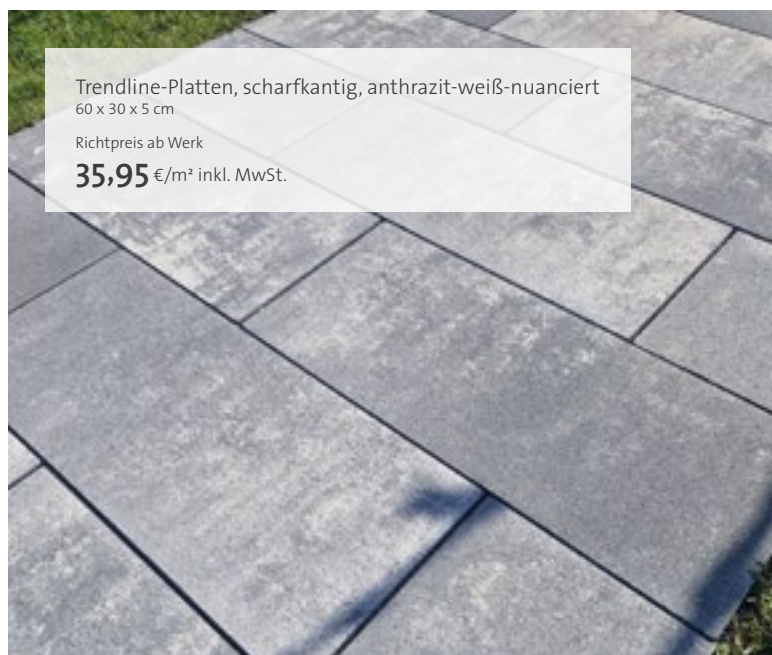 Trendline-Platten, scharfkantig, anthrazit-weiß-nuanciert
60 x 30 x 5 cm
Richtpreis ab Werk
35,95 €/m² inkl. MwSt.